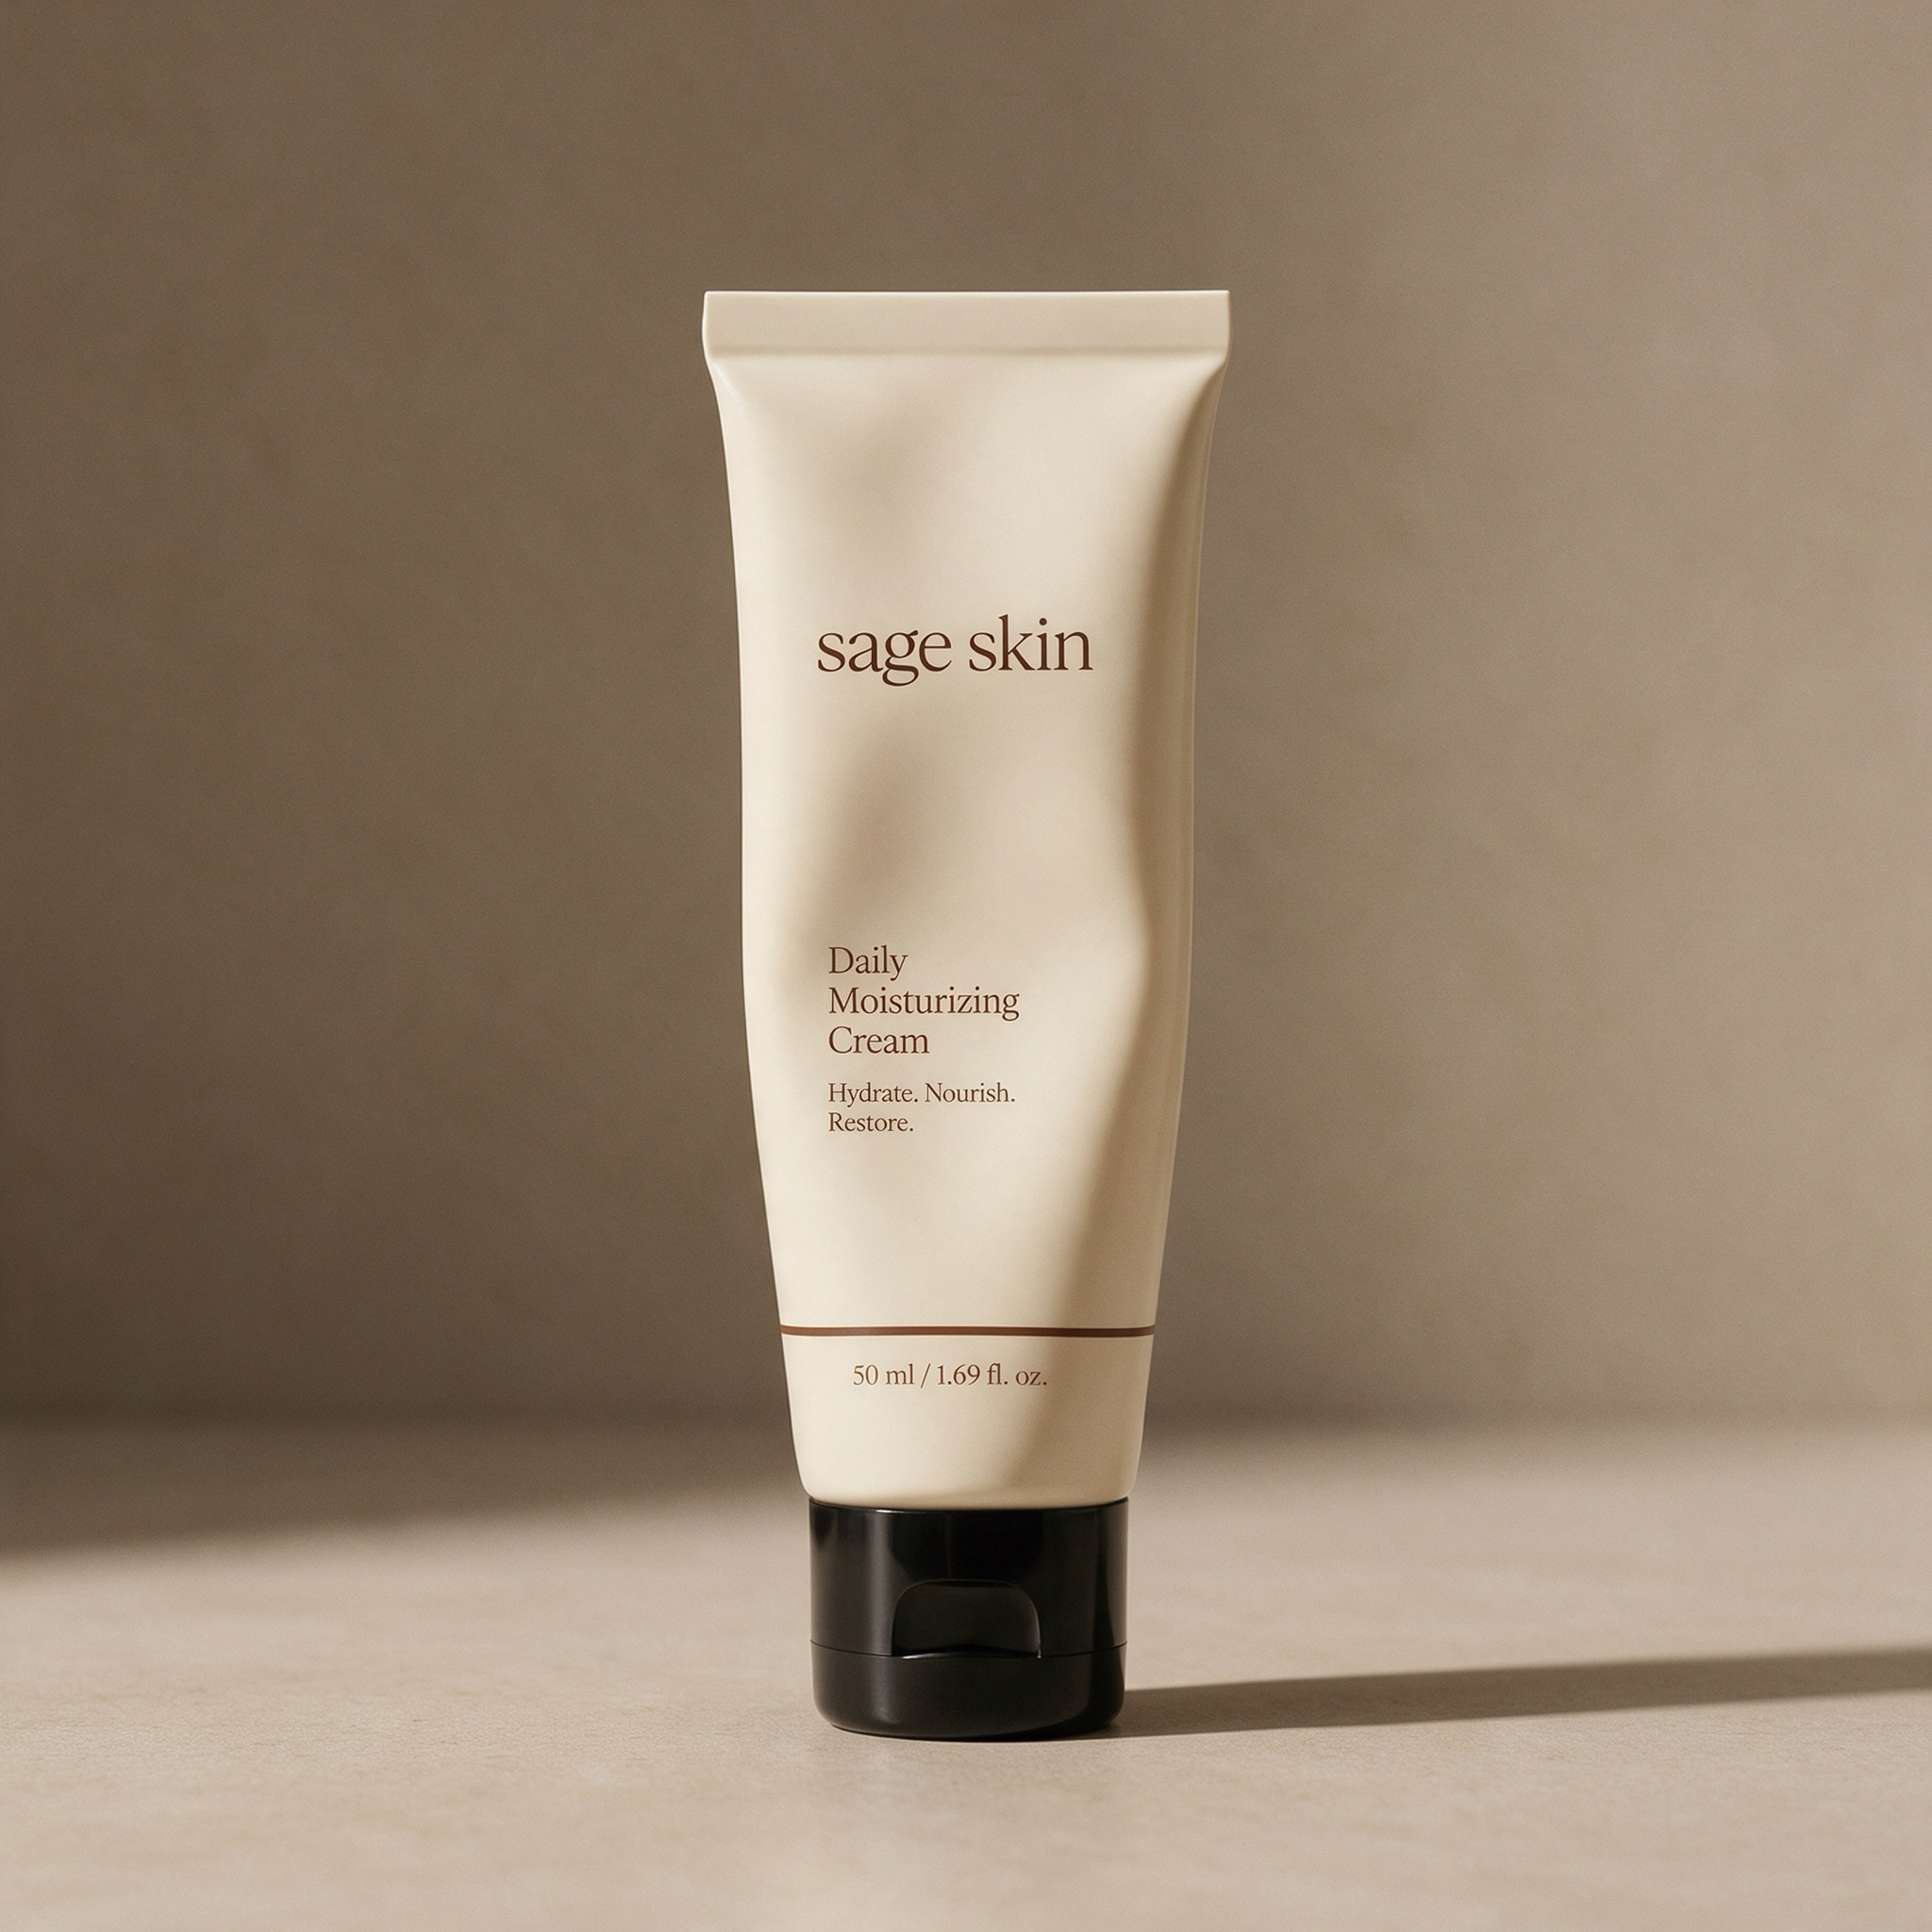 sage skin
Daily
Moisturizing
Cream
Hydrate. Nourish.
Restore.
50 ml / 1.69 fl. oz.